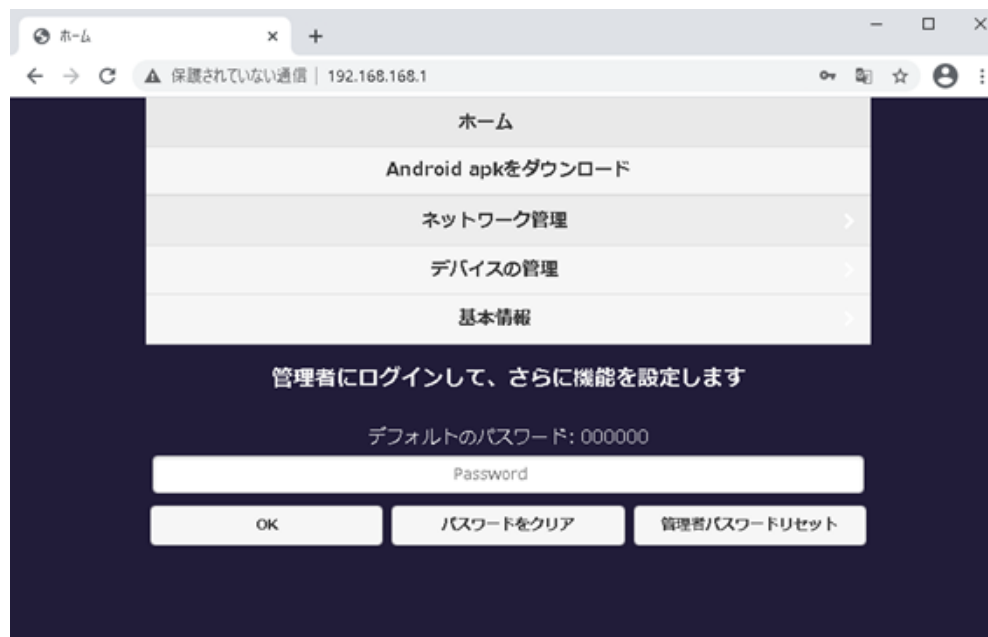 ホーム
保護されていない通信 | 192.168.168.1
ホーム
Android apkをダウンロード
ネットワーク管理
デバイスの管理
基本情報
管理者にログインして、さらに機能を設定します
デフォルトのパスワード: 000000
Password
OK パスワードをクリア 管理者パスワードリセット